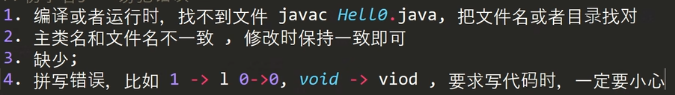 1. 编译或者运行时，找不到文件 javac Hell0.java，把文件名或者目录找对
2. 主类名和文件名不一致 ，修改时保持一致即可
3. 缺少;
4. 拼写错误，比如 1 -> l 0->0, void -> viod ，要求写代码时，一定要小心